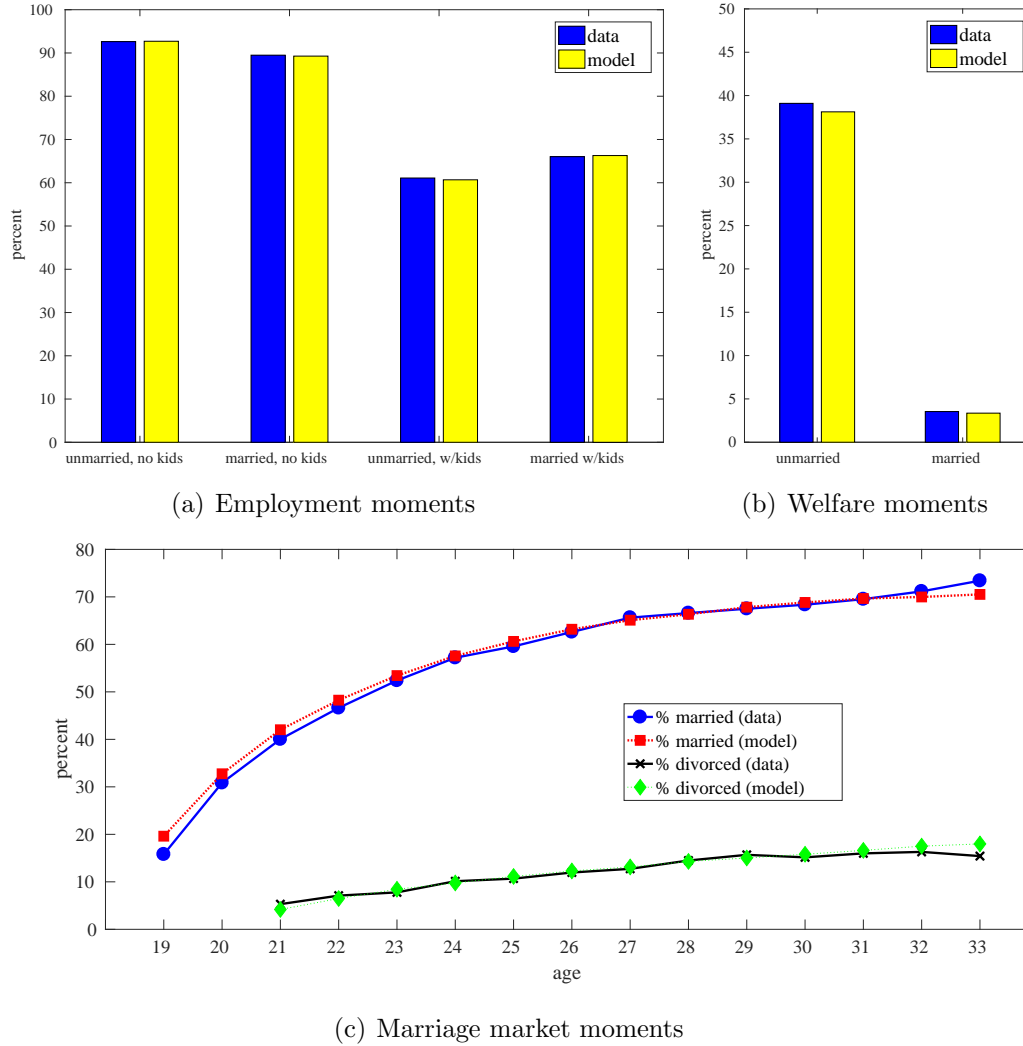 100
90
80
70
60
50
40
30
20
10
0
percent
data
model
unmarried, no kids
married, no kids
unmarried, w/kids
married w/kids
(a) Employment moments
50
45
40
35
30
25
20
15
10
5
0
percent
data
model
unmarried
married
(b) Welfare moments
80
70
60
50
40
30
20
10
0
percent
% married (data)
% married (model)
% divorced (data)
% divorced (model)
19 20 21 22 23 24 25 26 27 28 29 30 31 32 33
age
(c) Marriage market moments